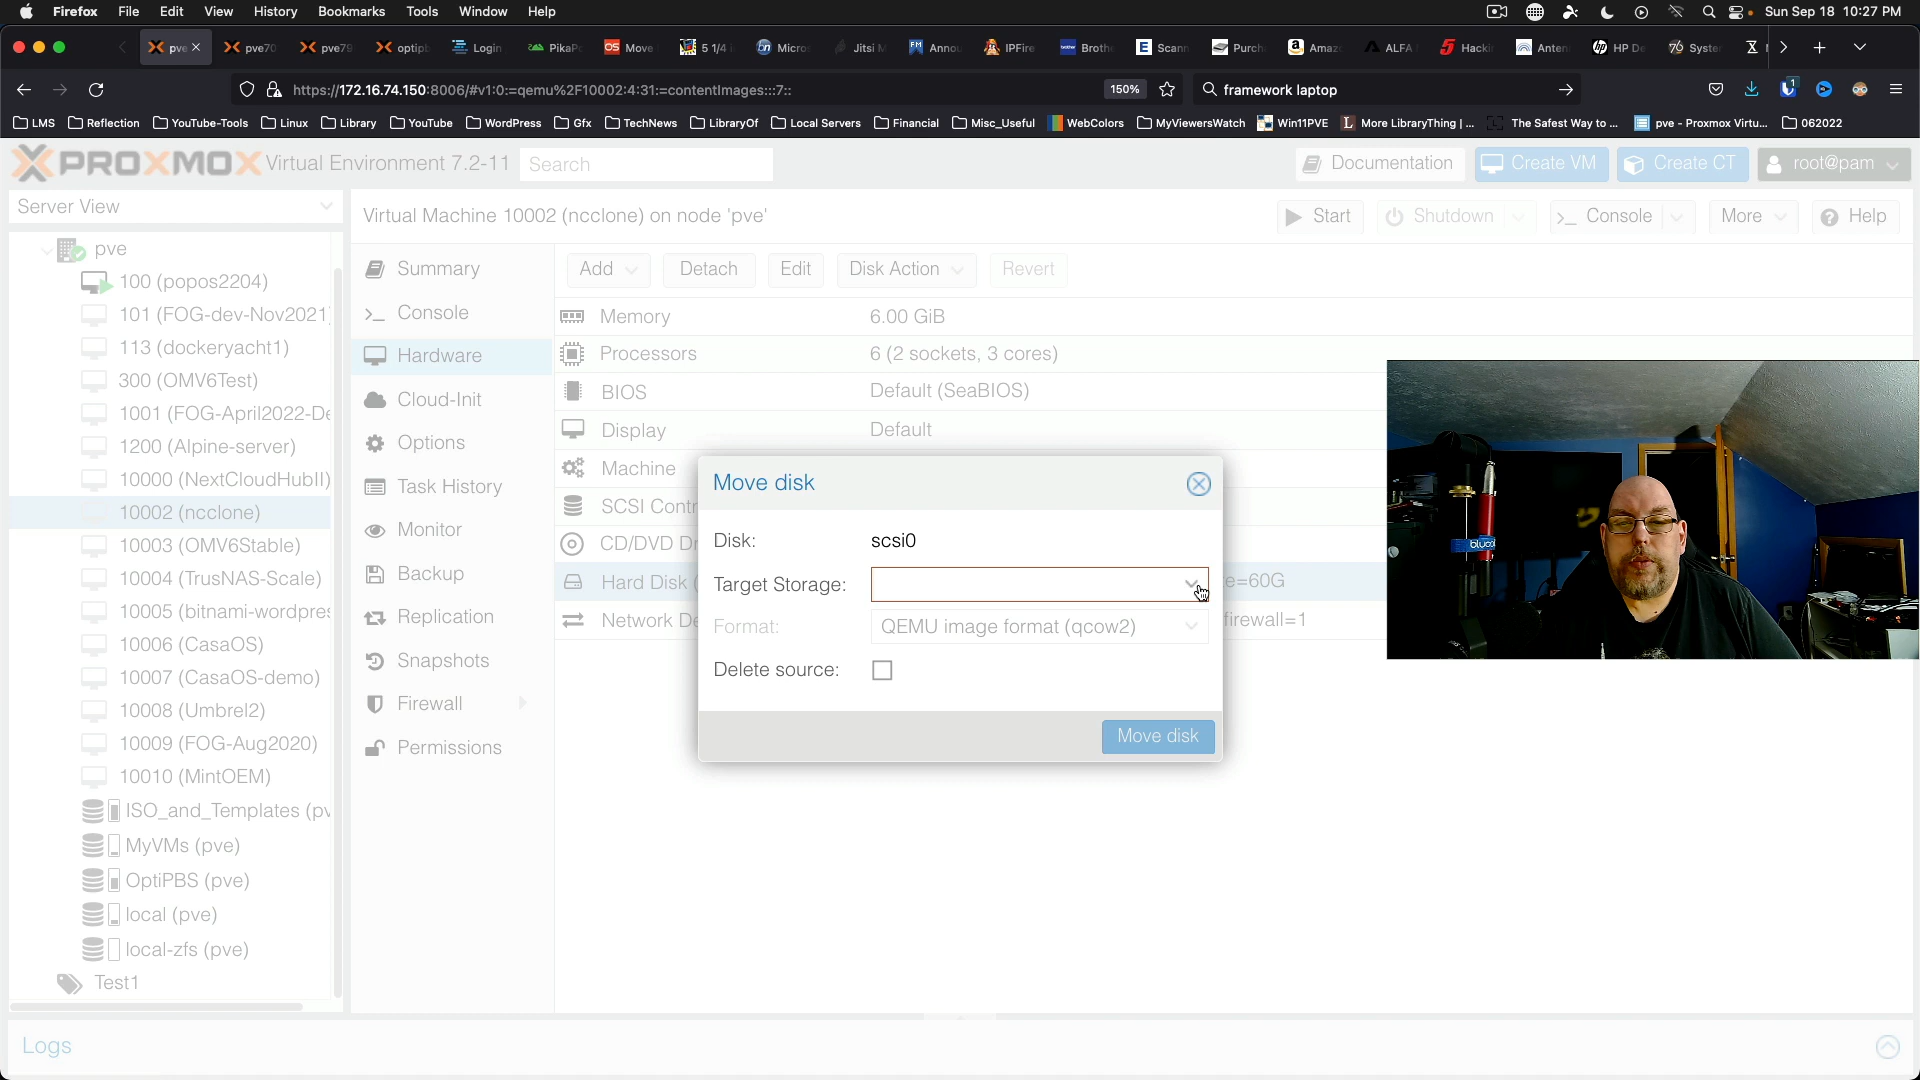 Firefox File Edit View History Bookmarks Tools Window Help Sun Sep 18 10:27 PM
pve pve70 pve79 optipb Login PikaPo Move 5 1/4 i Micros Jitsi M Annou IPFire Brothe Scann Purch Amaz ALFA Hacki Anten HP De Syster
https://172.16.74.150:8006/#v1:0:=qemu%2F10002:4:31:=contentImages:::7:: 150% framework laptop
LMS Reflection YouTube-Tools Linux Library YouTube WordPress Gfx TechNews LibraryOf Local Servers Financial Misc_Useful WebColors MyViewersWatch Win11PVE More LibraryThing |... The Safest Way to ... pve - Proxmox Virtu... 062022
PROXMOX Virtual Environment 7.2-11 Search Documentation Create VM Create CT root@pam
Server View
Virtual Machine 10002 (ncclone) on node 'pve' Start Shutdown Console More Help
pve
100 (popos2204)
101 (FOG-dev-Nov2021)
113 (dockeryacht1)
300 (OMV6Test)
1001 (FOG-April2022-De
1200 (Alpine-server)
10000 (NextCloudHubII)
10002 (ncclone)
10003 (OMV6Stable)
10004 (TrusNAS-Scale)
10005 (bitnami-wordpres
10006 (CasaOS)
10007 (CasaOS-demo)
10008 (Umbrel2)
10009 (FOG-Aug2020)
10010 (MintOEM)
ISO_and_Templates (pv
MyVMs (pve)
OptiPBS (pve)
local (pve)
local-zfs (pve)
Test1
Summary
Console
Hardware
Cloud-Init
Options
Task History
Monitor
Backup
Replication
Snapshots
Firewall
Permissions
Add Detach Edit Disk Action Revert
Memory 6.00 GiB
Processors 6 (2 sockets, 3 cores)
BIOS Default (SeaBIOS)
Display Default
Machine
SCSI Contr
CD/DVD Dr
Hard Disk ( e=60G
Network De firewall=1
Move disk
Disk: scsi0
Target Storage:
Format: QEMU image format (qcow2)
Delete source:
Move disk
Logs